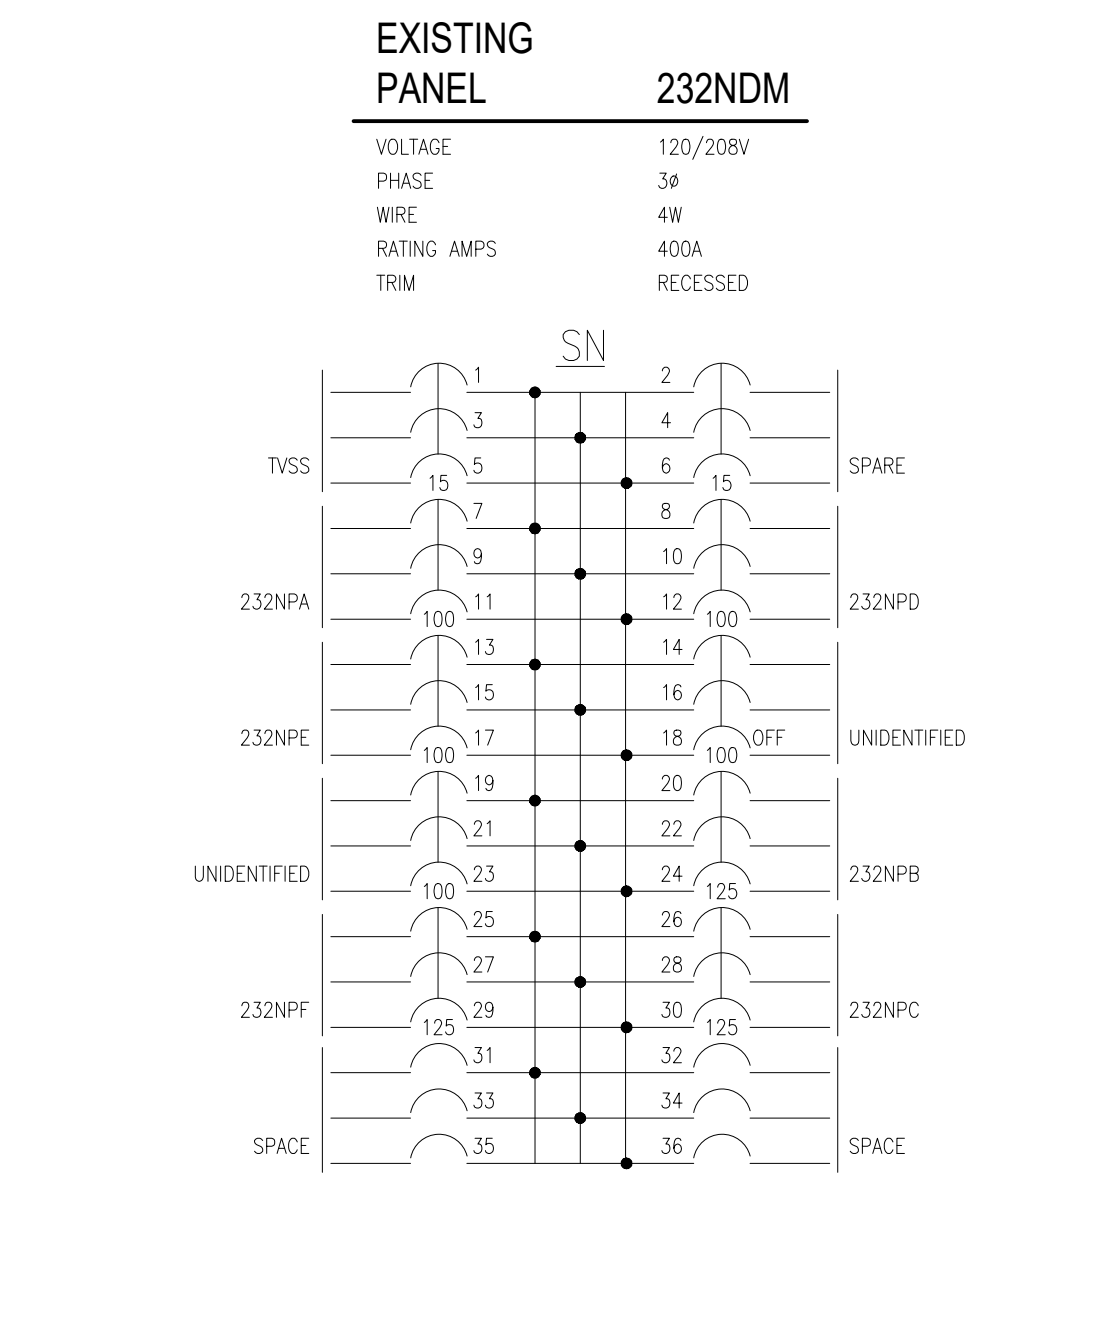 EXISTING
PANEL 232NDM
VOLTAGE 120/208V
PHASE 3ø
WIRE 4W
RATING AMPS 400A
TRIM RECESSED
SN
1 2
3 4
TVSS 5 6 SPARE
15 15
7 8
9 10
232NPA 11 12 232NPD
100 100
13 14
15 16
232NPE 17 18 OFF UNIDENTIFIED
100 100
19 20
21 22
UNIDENTIFIED 23 24 232NPB
100 125
25 26
27 28
232NPF 29 30 232NPC
125 125
31 32
33 34
SPACE 35 36 SPACE